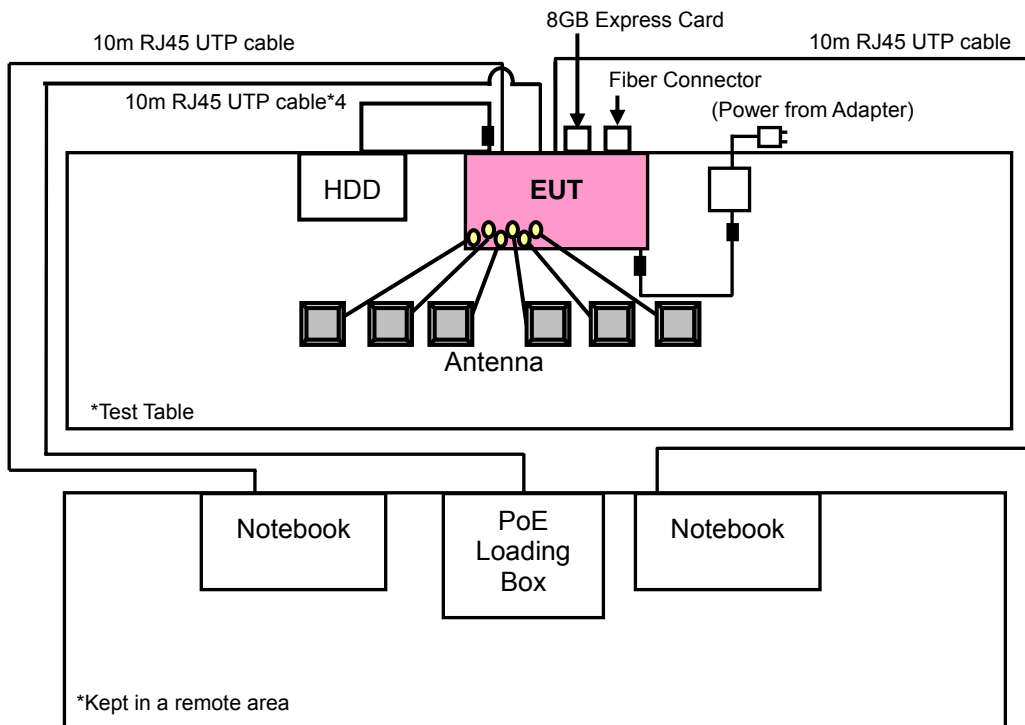 8GB Express Card
10m RJ45 UTP cable
10m RJ45 UTP cable
Fiber Connector
10m RJ45 UTP cable*4
(Power from Adapter)
HDD
EUT
Antenna
*Test Table
Notebook
PoE
Loading
Box
Notebook
*Kept in a remote area